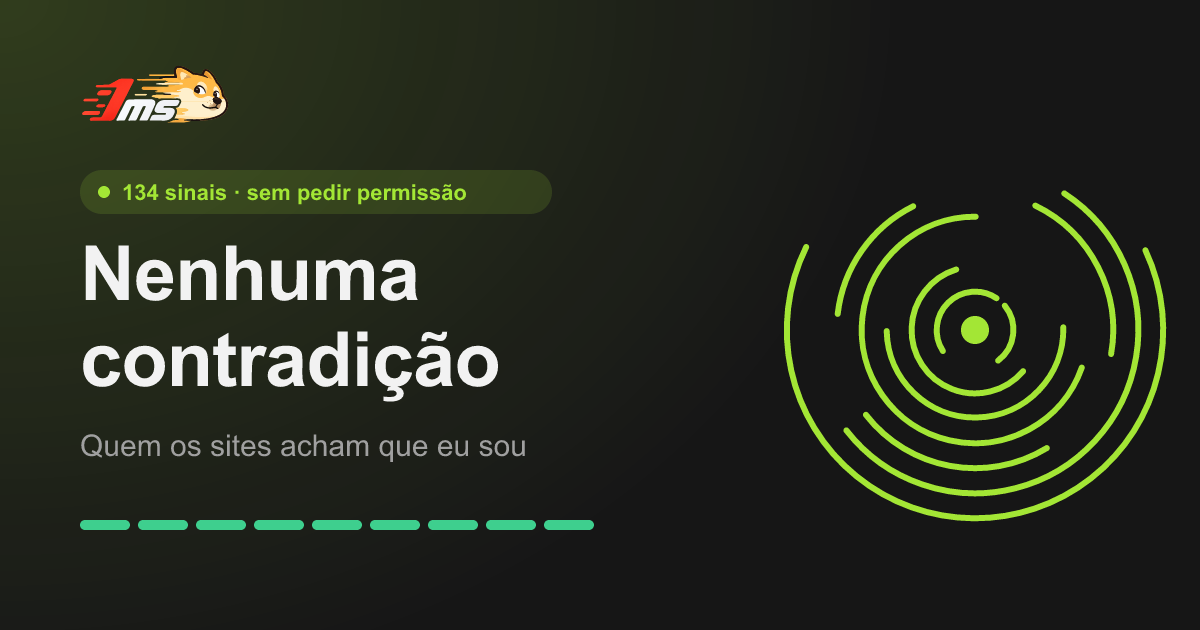 1ms
134 sinais · sem pedir permissão
Nenhuma
contradição
Quem os sites acham que eu sou